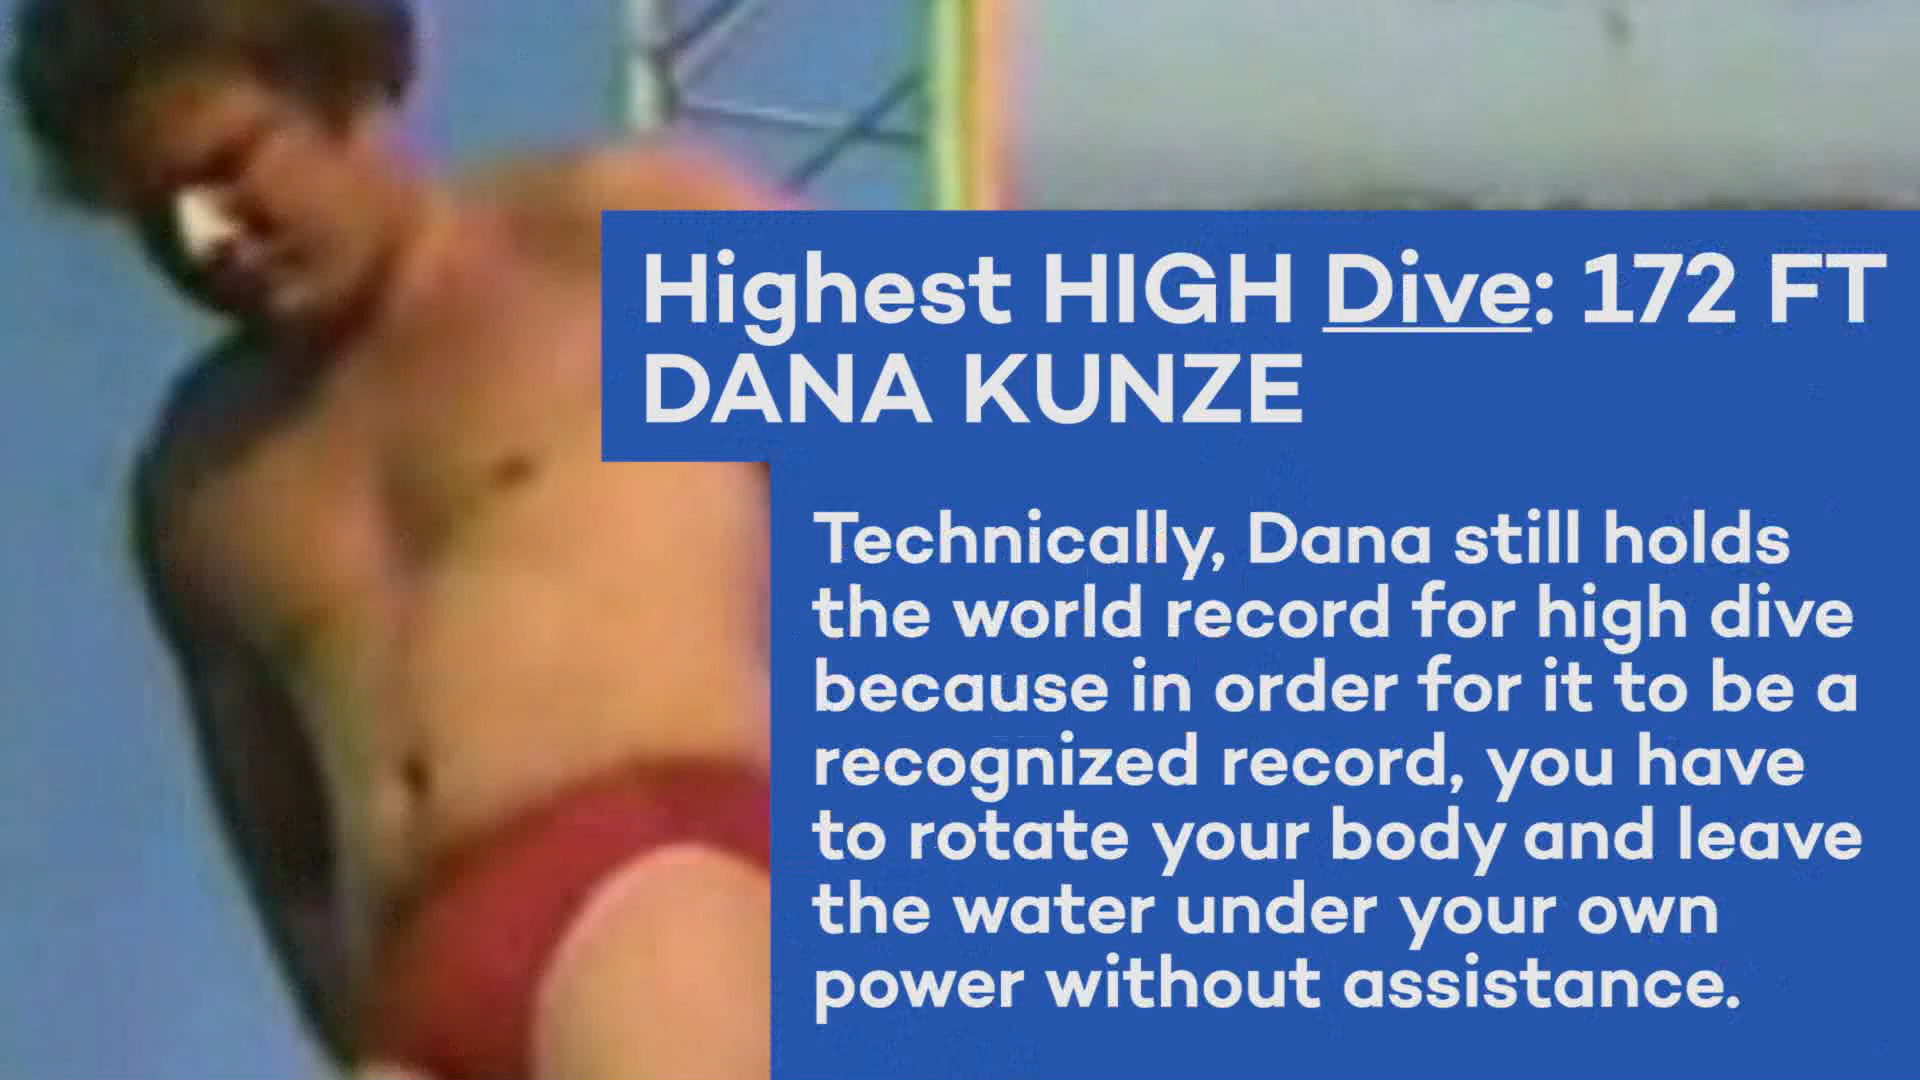 Highest HIGH Dive: 172 FT
DANA KUNZE
Technically, Dana still holds
the world record for high dive
because in order for it to be a
recognized record, you have
to rotate your body and leave
the water under your own
power without assistance.